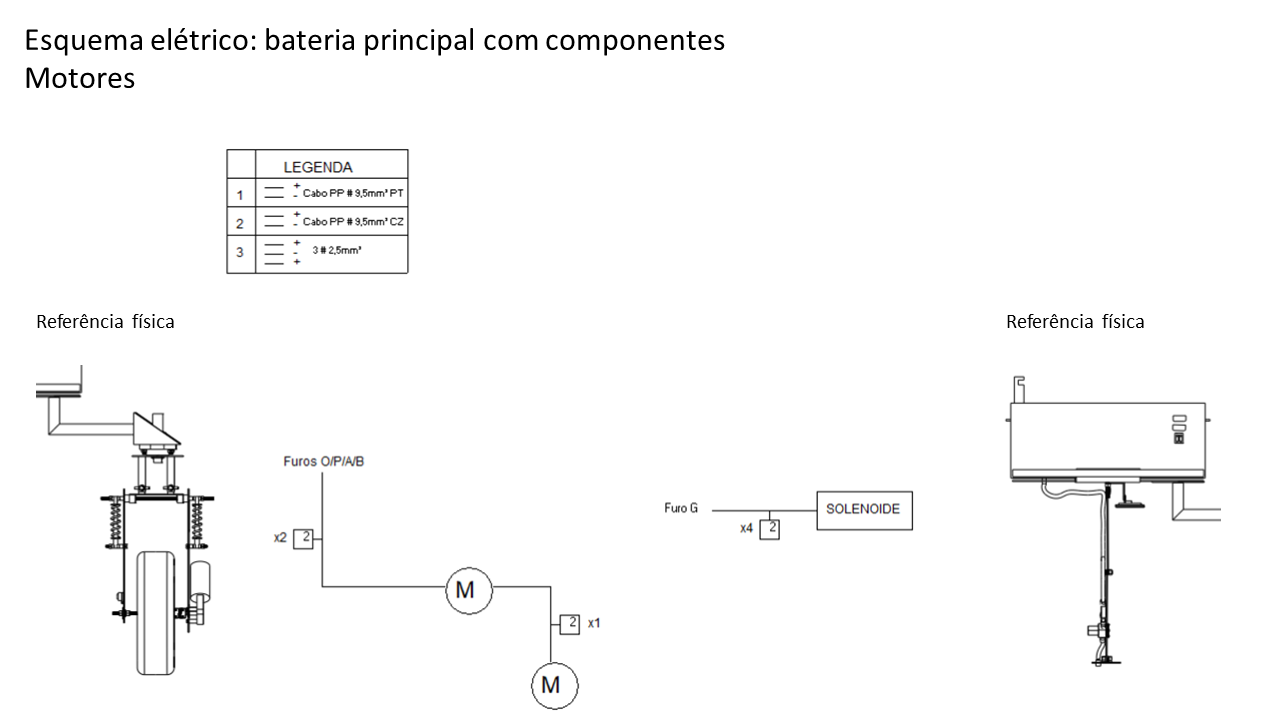 Esquema elétrico: bateria principal com componentes
Motores
LEGENDA
1 + - Cabo PP # 9,5mm² PT
2 + - Cabo PP # 9,5mm² CZ
3 + - + 3 # 2,5mm²
Referência física
Referência física
Furos O/P/A/B
x2 2
M
2 x1
M
Furo G
SOLENOIDE
x4 2